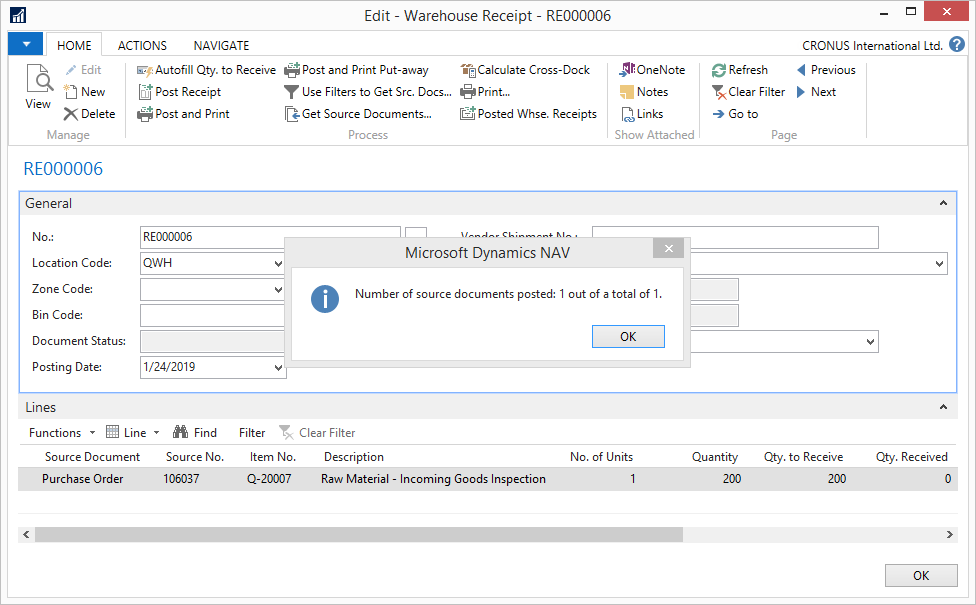 Edit - Warehouse Receipt - RE000006
HOME ACTIONS NAVIGATE CRONUS International Ltd. ?
View
Edit
New
Delete
Manage
Autofill Qty. to Receive
Post Receipt
Post and Print
Post and Print Put-away
Use Filters to Get Src. Docs...
Get Source Documents...
Calculate Cross-Dock
Print...
Posted Whse. Receipts
Process
OneNote
Notes
Links
Show Attached
Refresh
Clear Filter
Go to
Previous
Next
Page
RE000006
General
No.: RE000006
Location Code: QWH
Zone Code:
Bin Code:
Document Status:
Posting Date: 1/24/2019
Vendor Shipment No.:
Microsoft Dynamics NAV
Number of source documents posted: 1 out of a total of 1.
OK
Lines
Functions Line Find Filter Clear Filter
Source Document Source No. Item No. Description No. of Units Quantity Qty. to Receive Qty. Received
Purchase Order 106037 Q-20007 Raw Material - Incoming Goods Inspection 1 200 200 0
OK